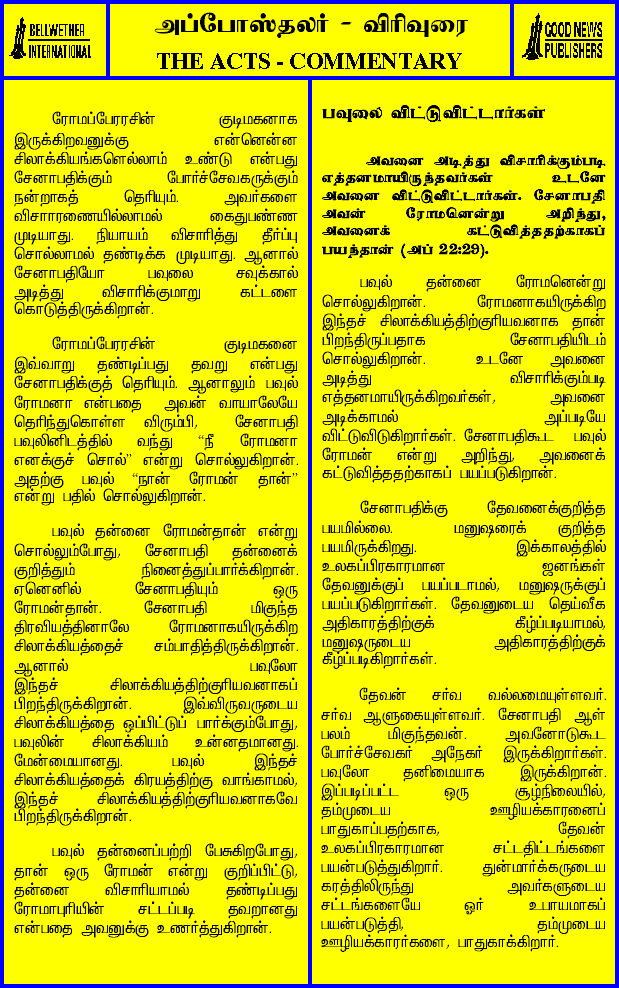 BELLWETHER
INTERNATIONAL
அப்போஸ்தலர் - விரிவுரை
THE ACTS - COMMENTARY
GOOD NEWS
PUBLISHERS
ரோமப்பேரரசின் குடிமகனாக
இருக்கிறவனுக்கு என்னென்ன
சிலாக்கியங்களெல்லாம் உண்டு என்பது
சேனாபதிக்கும் போர்ச்சேவகருக்கும்
நன்றாகத் தெரியும். அவர்களை
விசாரரணையில்லாமல் கைதுபண்ண
முடியாது. நியாயம் விசாரித்து தீர்ப்பு
சொல்லாமல் தண்டிக்க முடியாது. ஆனால்
சேனாபதியோ பவுலை சவுக்கால்
அடித்து விசாரிக்குமாறு கட்டளை
கொடுத்திருக்கிறான்.
ரோமப்பேரரசின் குடிமகனை
இவ்வாறு தண்டிப்பது தவறு என்பது
சேனாபதிக்குத் தெரியும். ஆனாலும் பவுல்
ரோமனா என்பதை அவன் வாயாலேயே
தெரிந்துகொள்ள விரும்பி, சேனாபதி
பவுலினிடத்தில் வந்து “நீ ரோமனா
எனக்குச் சொல்” என்று சொல்லுகிறான்.
அதற்கு பவுல் “நான் ரோமன் தான்”
என்று பதில் சொல்லுகிறான்.
பவுல் தன்னை ரோமன்தான் என்று
சொல்லும்போது, சேனாபதி தன்னைக்
குறித்தும் நினைத்துப்பார்க்கிறான்.
ஏனெனில் சேனாபதியும் ஒரு
ரோமன்தான். சேனாபதி மிகுந்த
திரவியத்தினாலே ரோமனாகயிருக்கிற
சிலாக்கியத்தைச் சம்பாதித்திருக்கிறான்.
ஆனால் பவுலோ
இந்தச் சிலாக்கியத்திற்குரியவனாகப்
பிறந்திருக்கிறான். இவ்விருவருடைய
சிலாக்கியத்தை ஒப்பிட்டுப் பார்க்கும்போது,
பவுலின் சிலாக்கியம் உன்னதமானது.
மேன்மையானது. பவுல் இந்தச்
சிலாக்கியத்தைக் கிரயத்திற்கு வாங்காமல்,
இந்தச் சிலாக்கியத்திற்குரியவனாகவே
பிறந்திருக்கிறான்.
பவுல் தன்னைப்பற்றி பேசுகிறபோது,
தான் ஒரு ரோமன் என்று குறிப்பிட்டு,
தன்னை விசாரியாமல் தண்டிப்பது
ரோமாபுரியின் சட்டப்படி தவறானது
என்பதை அவனுக்கு உணர்த்துகிறான்.
பவுலை விட்டுவிட்டார்கள்
அவனை அடித்து விசாரிக்கும்படி
எத்தனமாயிருந்தவர்கள் உடனே
அவனை விட்டுவிட்டார்கள். சேனாபதி
அவன் ரோமனென்று அறிந்து,
அவனைக் கட்டுவித்ததற்காகப்
பயந்தான் (அப் 22:29).
பவுல் தன்னை ரோமனென்று
சொல்லுகிறான். ரோமனாகயிருக்கிற
இந்தச் சிலாக்கியத்திற்குரியவனாக தான்
பிறந்திருப்பதாக சேனாபதியிடம்
சொல்லுகிறான். உடனே அவனை
அடித்து விசாரிக்கும்படி
எத்தனமாயிருக்கிறவர்கள், அவனை
அடிக்காமல் அப்படியே
விட்டுவிடுகிறார்கள். சேனாபதிகூட பவுல்
ரோமன் என்று அறிந்து, அவனைக்
கட்டுவித்ததற்காகப் பயப்படுகிறான்.
சேனாபதிக்கு தேவனைக்குறித்த
பயமில்லை. மனுஷரைக் குறித்த
பயமிருக்கிறது. இக்காலத்தில்
உலகப்பிரகாரமான ஜனங்கள்
தேவனுக்குப் பயப்படாமல், மனுஷருக்குப்
பயப்படுகிறார்கள். தேவனுடைய தெய்வீக
அதிகாரத்திற்குக் கீழ்ப்படியாமல்,
மனுஷருடைய அதிகாரத்திற்குக்
கீழ்ப்படிகிறார்கள்.
தேவன் சர்வ வல்லமையுள்ளவர்.
சர்வ ஆளுகையுள்ளவர். சேனாபதி ஆள்
பலம் மிகுந்தவன். அவனோடுகூட
போர்ச்சேவகர் அநேகர் இருக்கிறார்கள்.
பவுலோ தனிமையாக இருக்கிறான்.
இப்படிப்பட்ட ஒரு சூழ்நிலையில்,
தம்முடைய ஊழியக்காரனைப்
பாதுகாப்பதற்காக, தேவன்
உலகப்பிரகாரமான சட்டதிட்டங்களை
பயன்படுத்துகிறார். துன்மார்க்கருடைய
கரத்திலிருந்து அவர்களுடைய
சட்டங்களையே ஓர் உபாயமாகப்
பயன்படுத்தி, தம்முடைய
ஊழியக்காரர்களை, பாதுகாக்கிறார்.